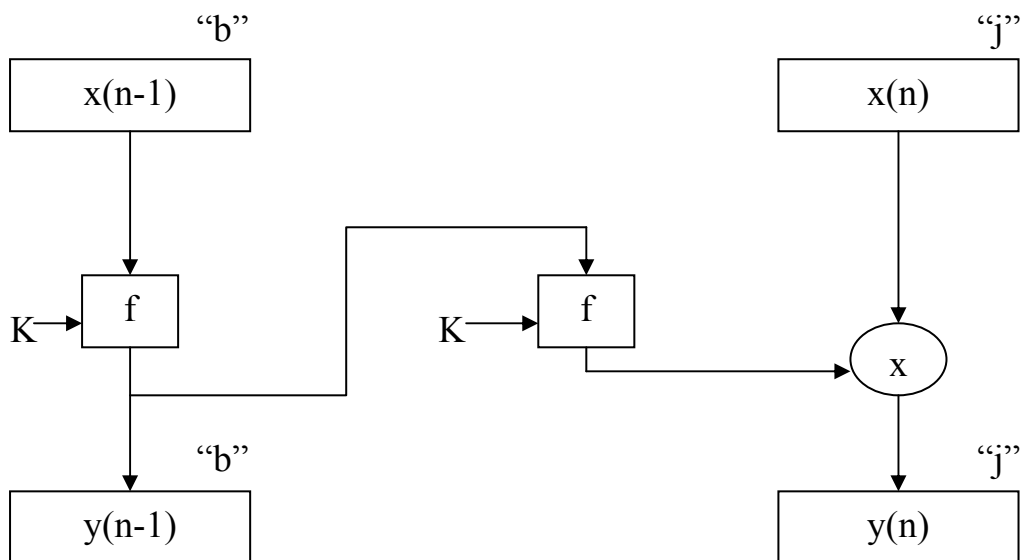 “b” “j”
x(n-1) x(n)
K f K f
x
“b” “j”
y(n-1) y(n)